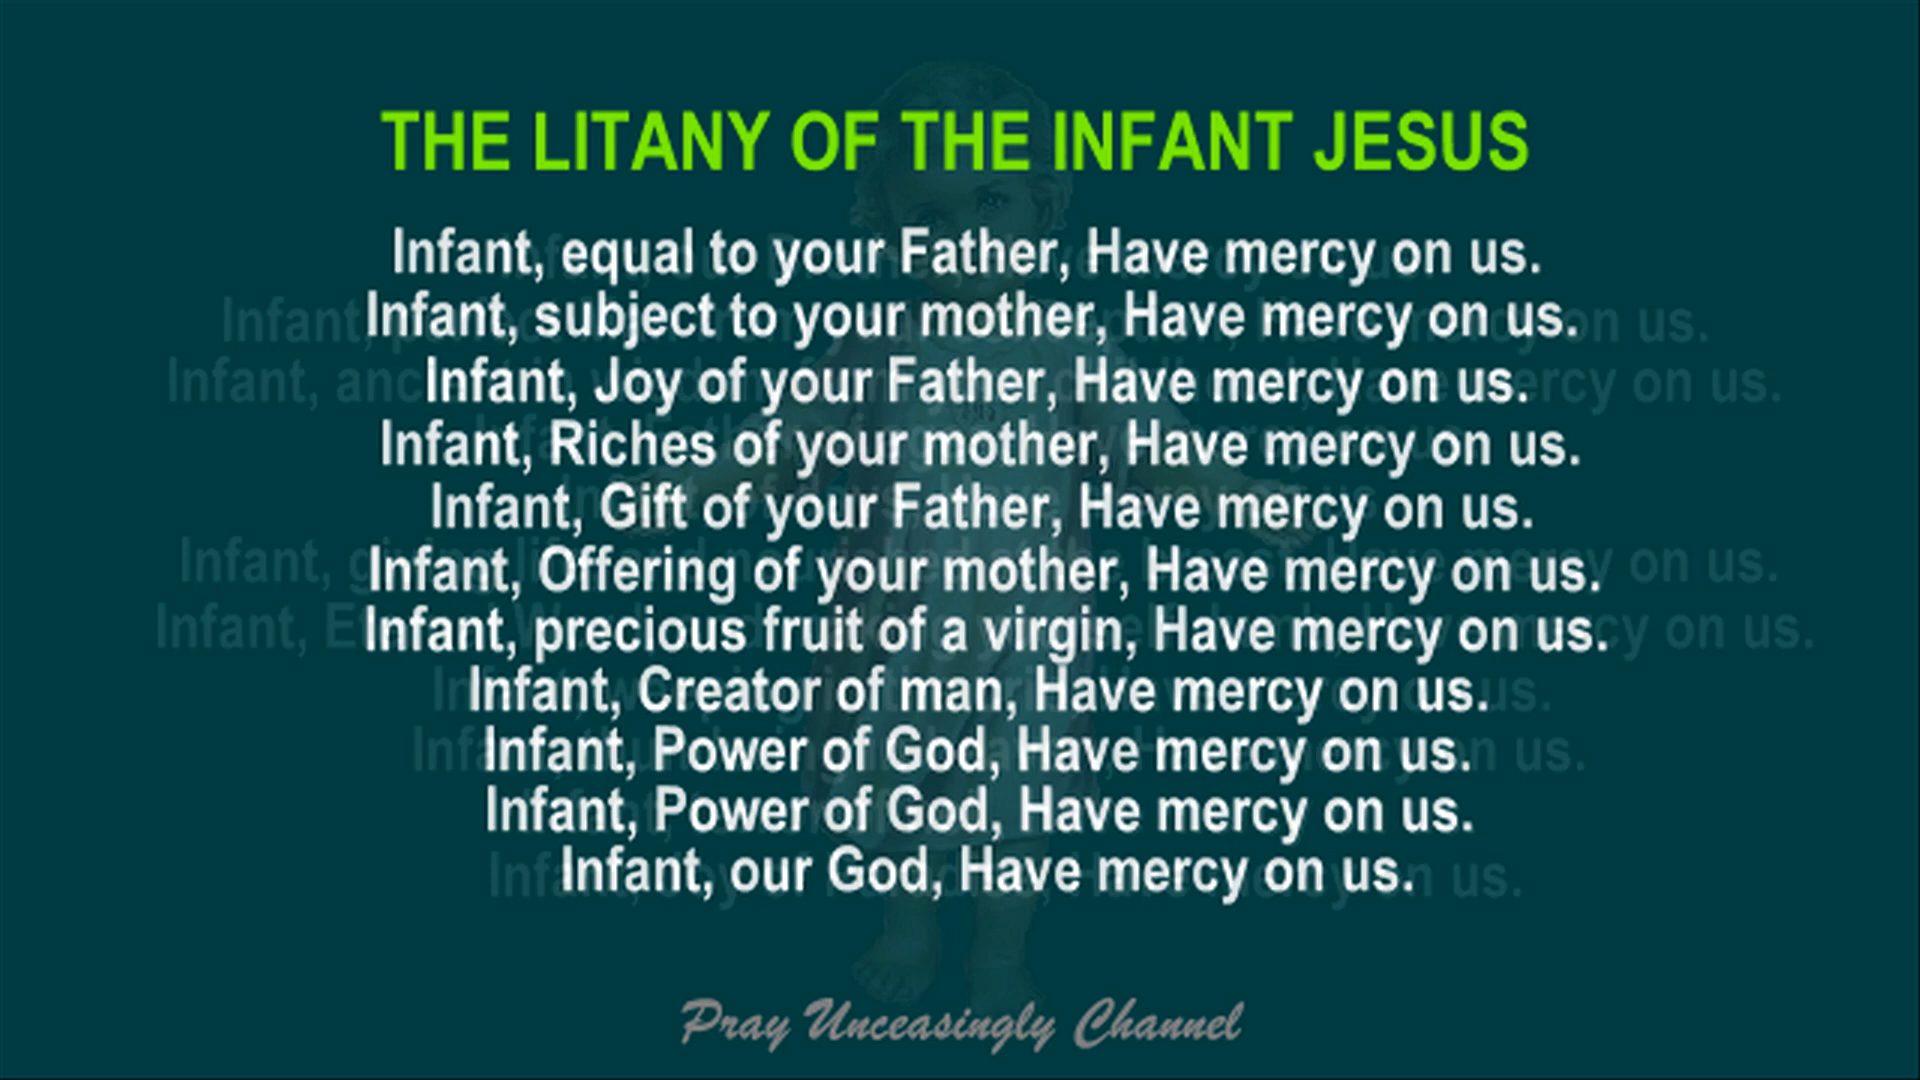 THE LITANY OF THE INFANT JESUS
Infant, equal to your Father, Have mercy on us.
Infant, subject to your mother, Have mercy on us.
Infant, Joy of your Father, Have mercy on us.
Infant, Riches of your mother, Have mercy on us.
Infant, Gift of your Father, Have mercy on us.
Infant, Offering of your mother, Have mercy on us.
Infant, precious fruit of a virgin, Have mercy on us.
Infant, Creator of man, Have mercy on us.
Infant, Power of God, Have mercy on us.
Infant, Power of God, Have mercy on us.
Infant, our God, Have mercy on us.
Pray Unceasingly Channel